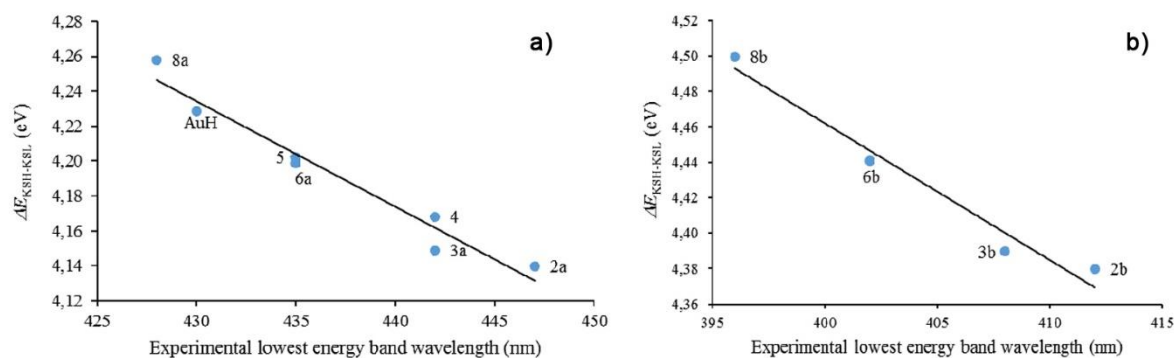 a)
4,28
4,26
4,24
4,22
4,20
4,18
4,16
4,14
4,12
ΔE_KSH-KSL (eV)
8a
AuH
5
6a
4
3a
2a
425 430 435 440 445 450
Experimental lowest energy band wavelength (nm)
b)
4,52
4,50
4,48
4,46
4,44
4,42
4,40
4,38
4,36
ΔE_KSH-KSL (eV)
8b
6b
3b
2b
395 400 405 410 415
Experimental lowest energy band wavelength (nm)